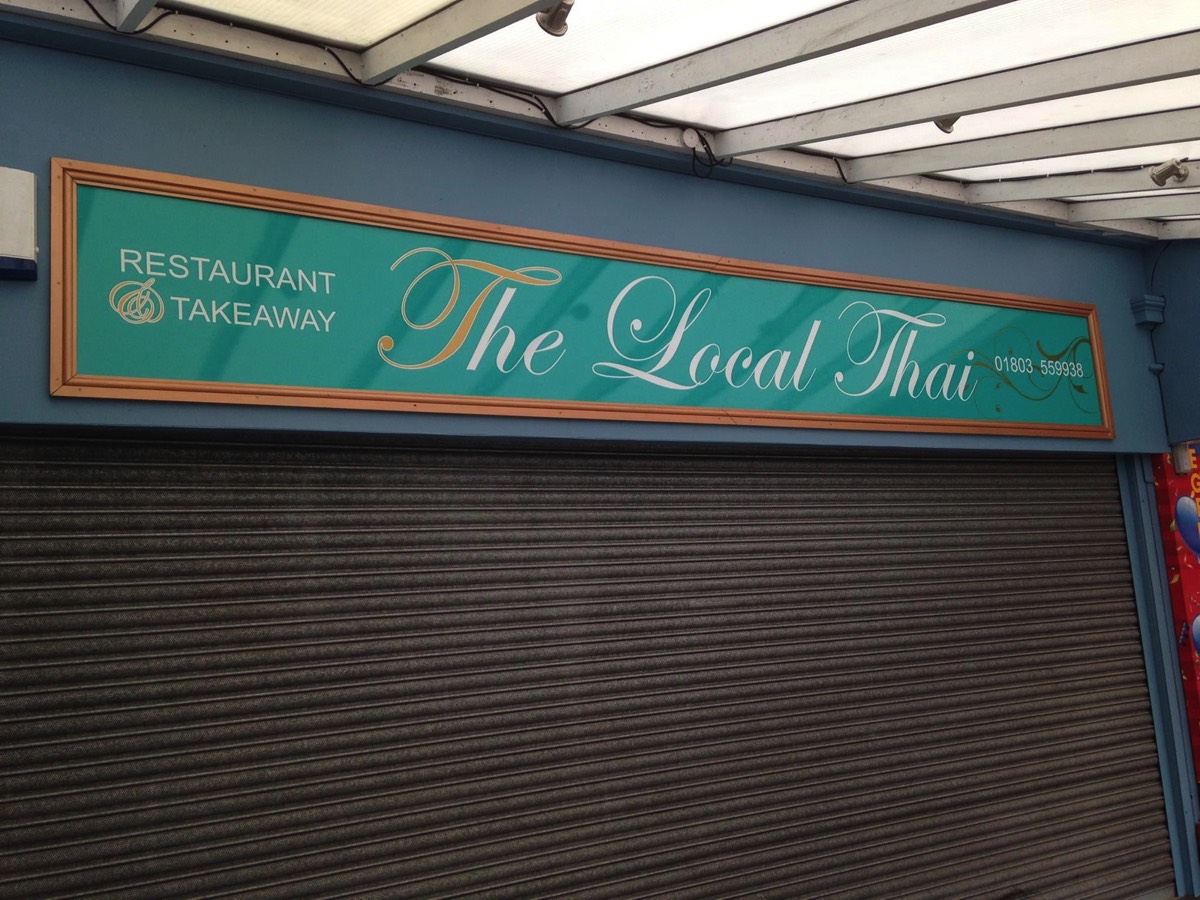 RESTAURANT
& TAKEAWAY
The Local Thai
01803 559938